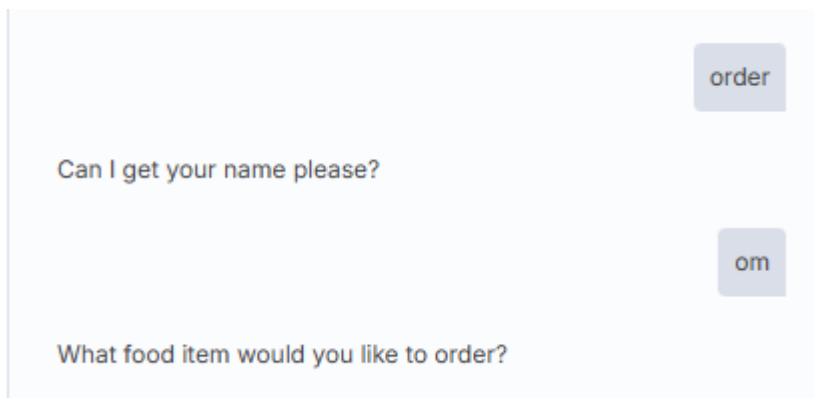 order
Can I get your name please?
om
What food item would you like to order?